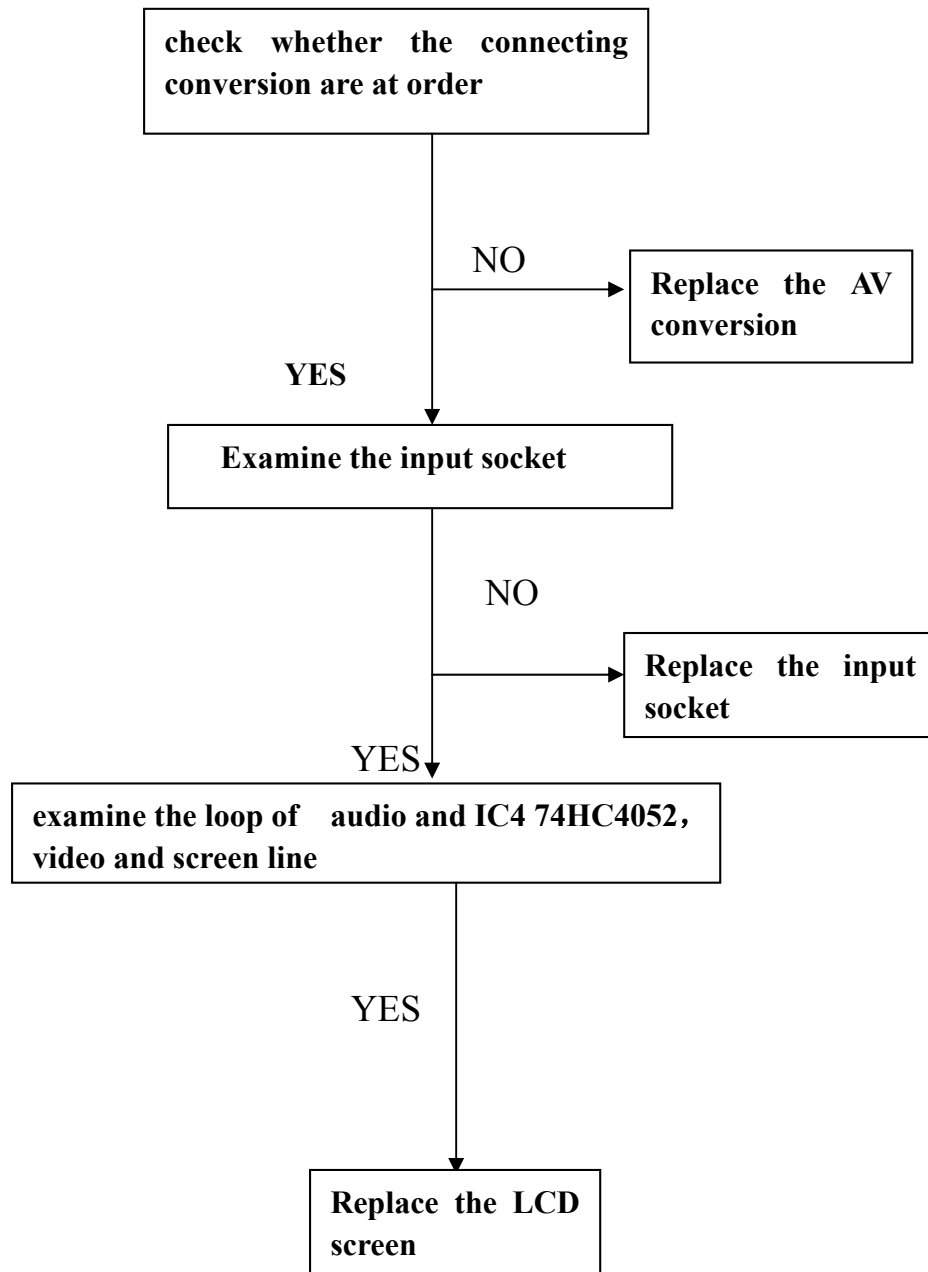 check whether the connecting
conversion are at order
NO
Replace the AV
conversion
YES
Examine the input socket
NO
Replace the input
socket
YES
examine the loop of audio and IC4 74HC4052，
video and screen line
YES
Replace the LCD
screen